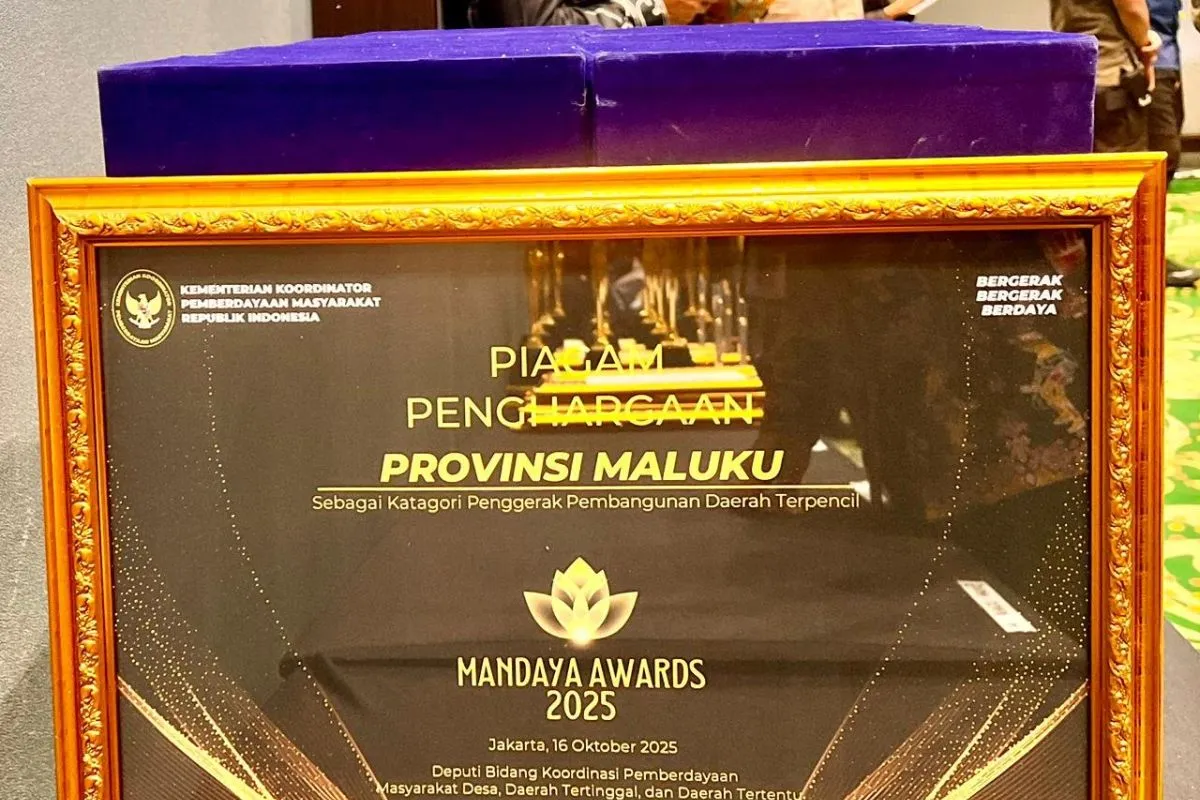 KEMENTERIAN KOORDINATOR
PEMBERDAYAAN MASYARAKAT
REPUBLIK INDONESIA
BERGERAK
BERGERAK
BERDAYA
PIAGAM
PENGHARGAAN
PROVINSI MALUKU
Sebagai Katagori Penggerak Pembangunan Daerah Terpencil
MANDAYA AWARDS
2025
Jakarta, 16 Oktober 2025
Deputi Bidang Koordinasi Pemberdayaan
Masyarakat Desa, Daerah Tertinggal, dan Daerah Tertentu